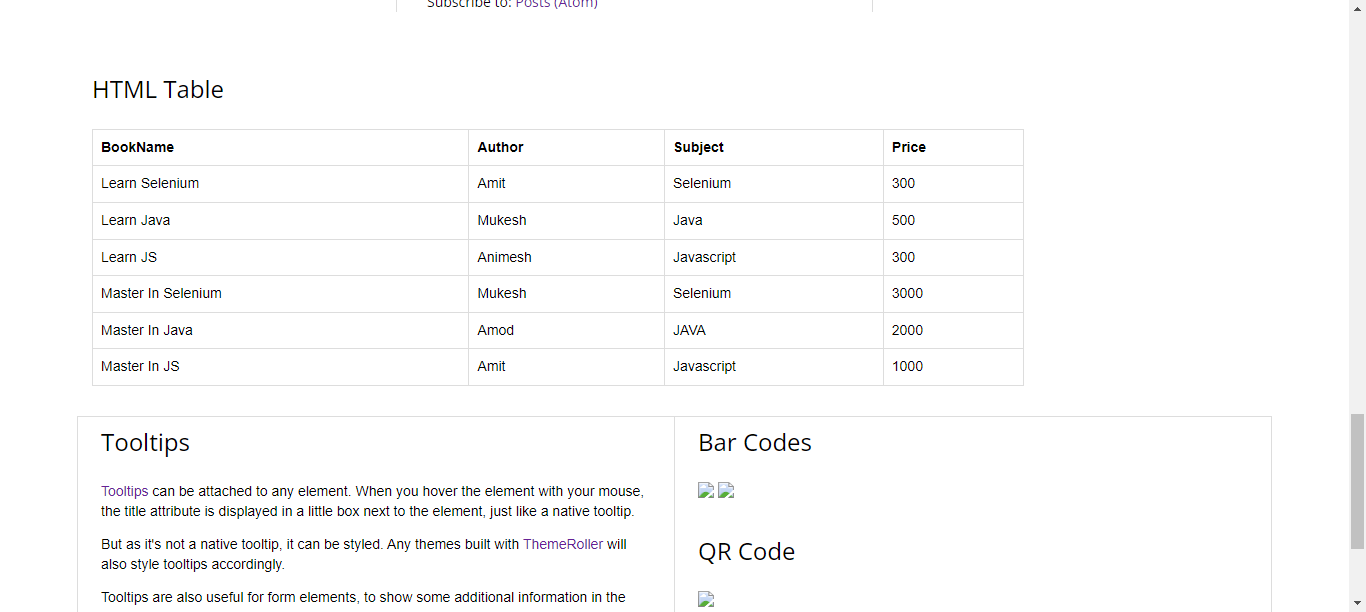 Subscribe to: Posts (Atom)
HTML Table
BookName Author Subject Price
Learn Selenium Amit Selenium 300
Learn Java Mukesh Java 500
Learn JS Animesh Javascript 300
Master In Selenium Mukesh Selenium 3000
Master In Java Amod JAVA 2000
Master In JS Amit Javascript 1000
Tooltips
Tooltips can be attached to any element. When you hover the element with your mouse,
the title attribute is displayed in a little box next to the element, just like a native tooltip.
But as it's not a native tooltip, it can be styled. Any themes built with ThemeRoller will
also style tooltips accordingly.
Tooltips are also useful for form elements, to show some additional information in the
Bar Codes
QR Code